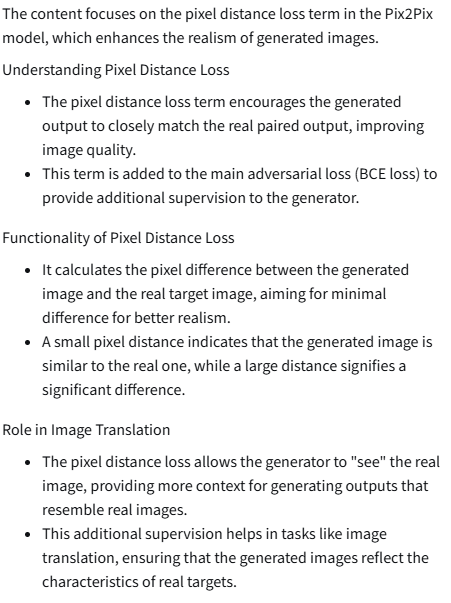 The content focuses on the pixel distance loss term in the Pix2Pix
model, which enhances the realism of generated images.
Understanding Pixel Distance Loss
• The pixel distance loss term encourages the generated
output to closely match the real paired output, improving
image quality.
• This term is added to the main adversarial loss (BCE loss) to
provide additional supervision to the generator.
Functionality of Pixel Distance Loss
• It calculates the pixel difference between the generated
image and the real target image, aiming for minimal
difference for better realism.
• A small pixel distance indicates that the generated image is
similar to the real one, while a large distance signifies a
significant difference.
Role in Image Translation
• The pixel distance loss allows the generator to "see" the real
image, providing more context for generating outputs that
resemble real images.
• This additional supervision helps in tasks like image
translation, ensuring that the generated images reflect the
characteristics of real targets.